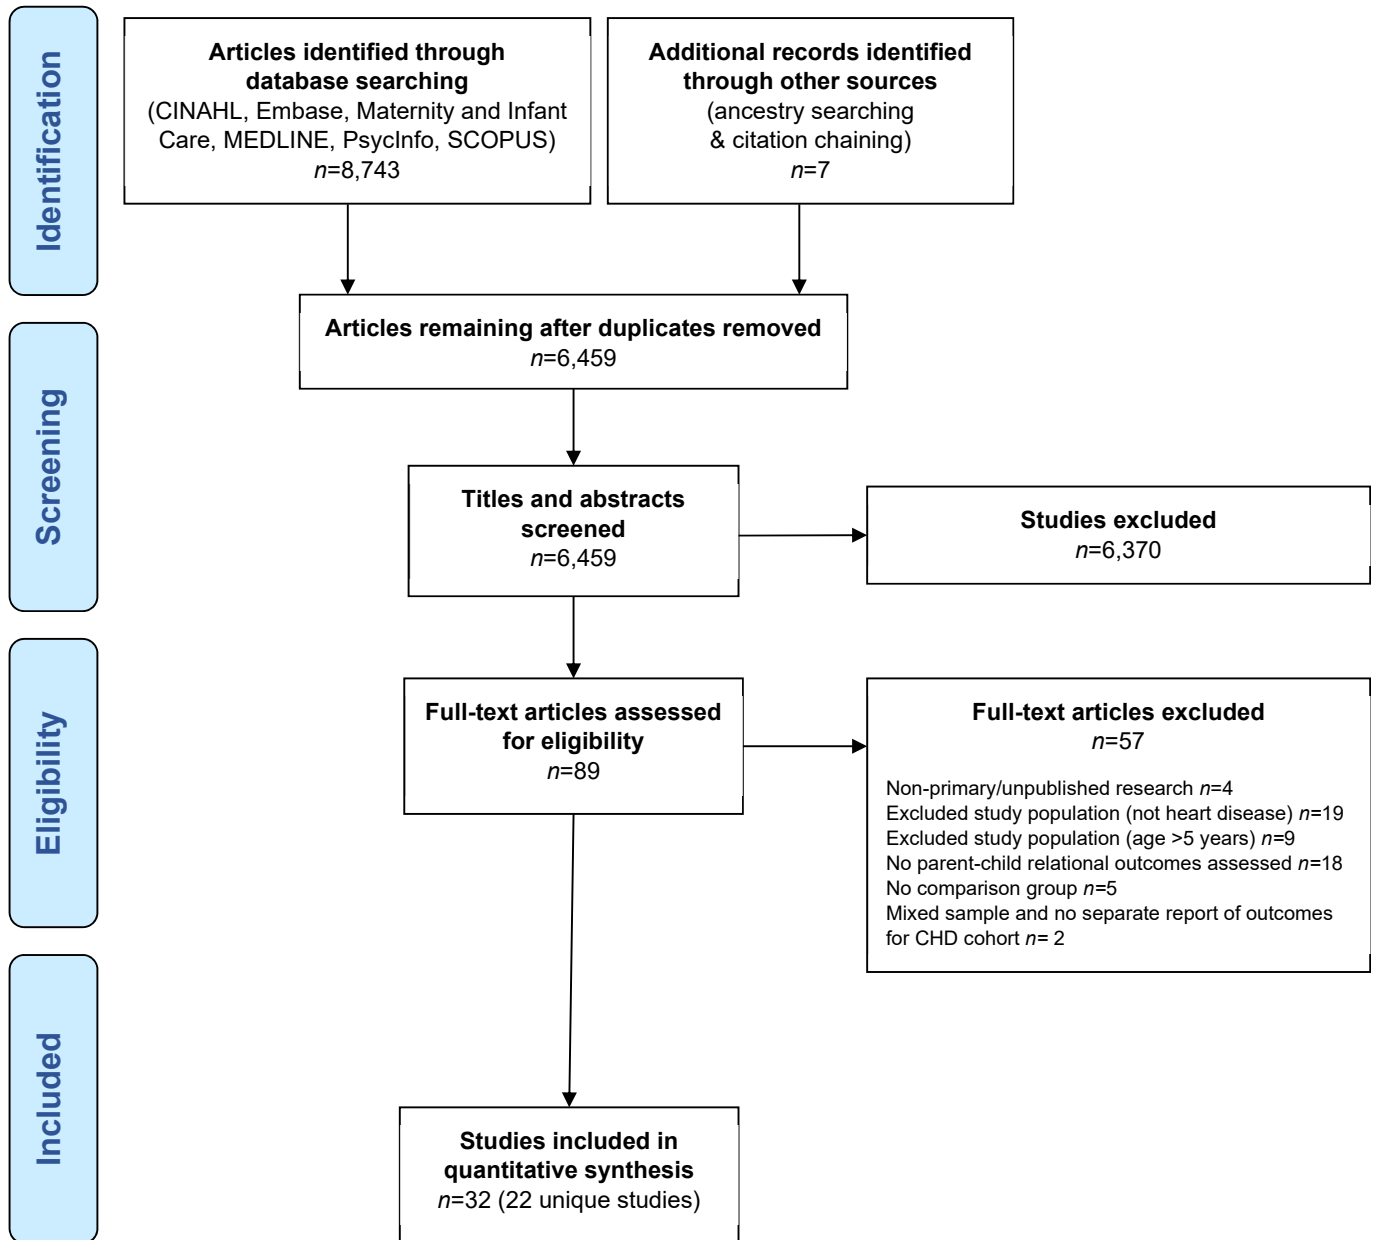 Identification
Articles identified through
database searching
(CINAHL, Embase, Maternity and Infant
Care, MEDLINE, PsycInfo, SCOPUS)
n=8,743
Additional records identified
through other sources
(ancestry searching
& citation chaining)
n=7
Articles remaining after duplicates removed
n=6,459
Screening
Titles and abstracts
screened
n=6,459
Studies excluded
n=6,370
Eligibility
Full-text articles assessed
for eligibility
n=89
Full-text articles excluded
n=57
Non-primary/unpublished research n=4
Excluded study population (not heart disease) n=19
Excluded study population (age >5 years) n=9
No parent-child relational outcomes assessed n=18
No comparison group n=5
Mixed sample and no separate report of outcomes
for CHD cohort n= 2
Included
Studies included in
quantitative synthesis
n=32 (22 unique studies)